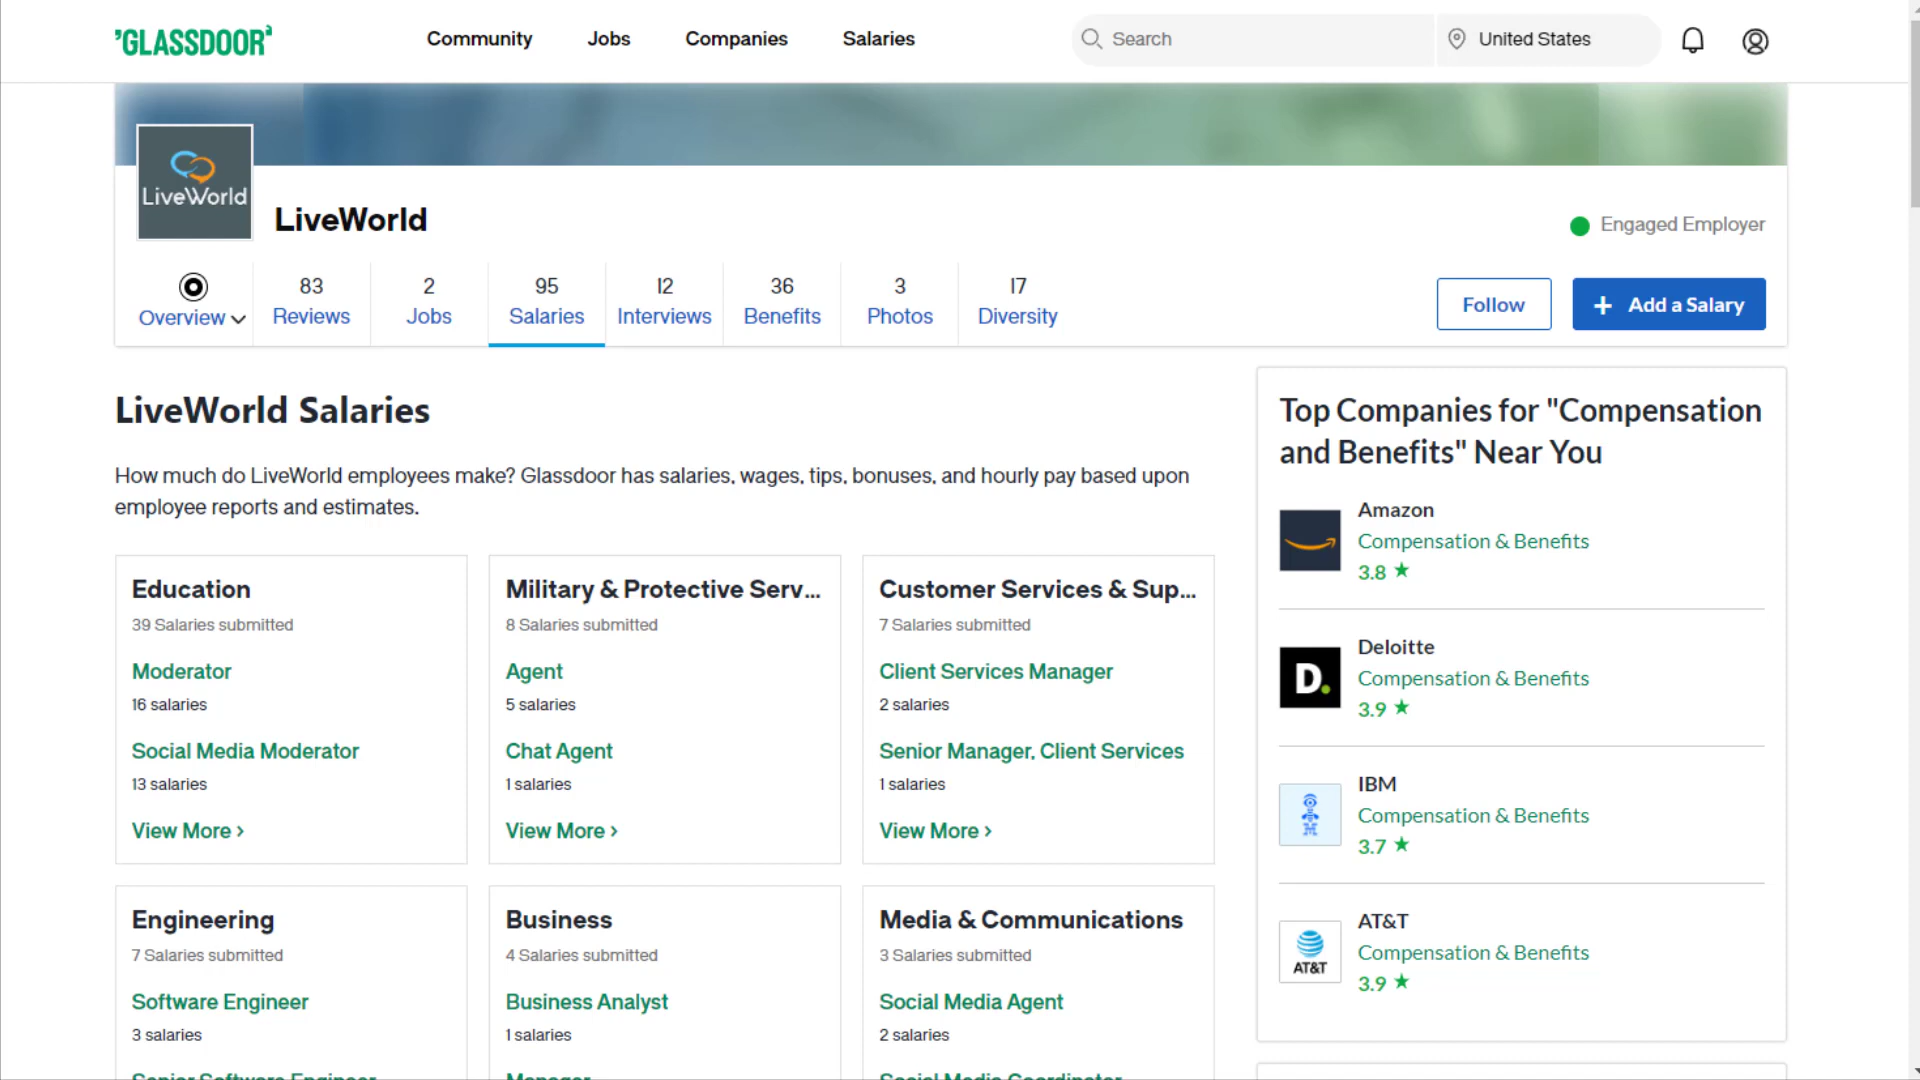 GLASSDOOR
Community
Jobs
Companies
Salaries
Search
United States
LiveWorld
LiveWorld
Engaged Employer
Overview
83
Reviews
2
Jobs
95
Salaries
12
Interviews
36
Benefits
3
Photos
17
Diversity
Follow
+ Add a Salary
LiveWorld Salaries
How much do LiveWorld employees make? Glassdoor has salaries, wages, tips, bonuses, and hourly pay based upon
employee reports and estimates.
Education
39 Salaries submitted
Moderator
16 salaries
Social Media Moderator
13 salaries
View More ›
Military & Protective Serv...
8 Salaries submitted
Agent
5 salaries
Chat Agent
1 salaries
View More ›
Customer Services & Sup...
7 Salaries submitted
Client Services Manager
2 salaries
Senior Manager, Client Services
1 salaries
View More ›
Engineering
7 Salaries submitted
Software Engineer
3 salaries
Senior Software Engineer
Business
4 Salaries submitted
Business Analyst
1 salaries
Manager
Media & Communications
3 Salaries submitted
Social Media Agent
2 salaries
Social Media Coordinator
Top Companies for "Compensation
and Benefits" Near You
Amazon
Compensation & Benefits
3.8 ★
D.
Deloitte
Compensation & Benefits
3.9 ★
IBM
Compensation & Benefits
3.7 ★
AT&T
AT&T
Compensation & Benefits
3.9 ★